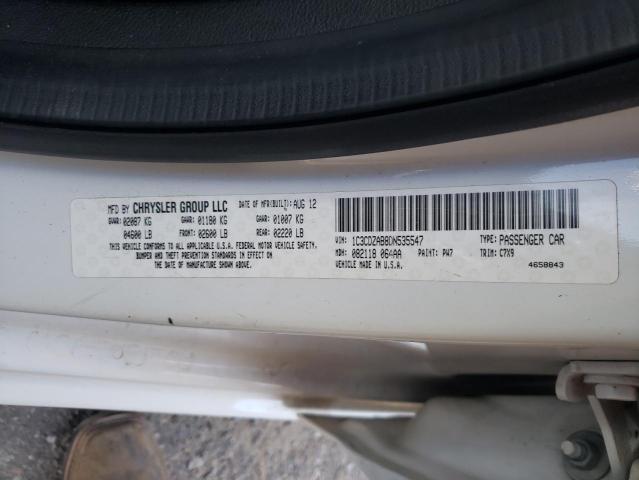 MFD BY CHRYSLER GROUP LLC DATE OF MFR(BUILT): AUG 12
GVWR: 02087 KG GAWR: 01180 KG GAWR: 01007 KG
04600 LB FRONT: 02600 LB REAR: 02220 LB
THIS VEHICLE CONFORMS TO ALL APPLICABLE U.S.A. FEDERAL MOTOR VEHICLE SAFETY,
BUMPER AND THEFT PREVENTION STANDARDS IN EFFECT ON
THE DATE OF MANUFACTURE SHOWN ABOVE.
VIN: 1C3CDZAB8DN535547 TYPE: PASSENGER CAR
MDH: 082118 064AA PAINT: PW7 TRIM: C7X9
VEHICLE MADE IN U.S.A. 4658843